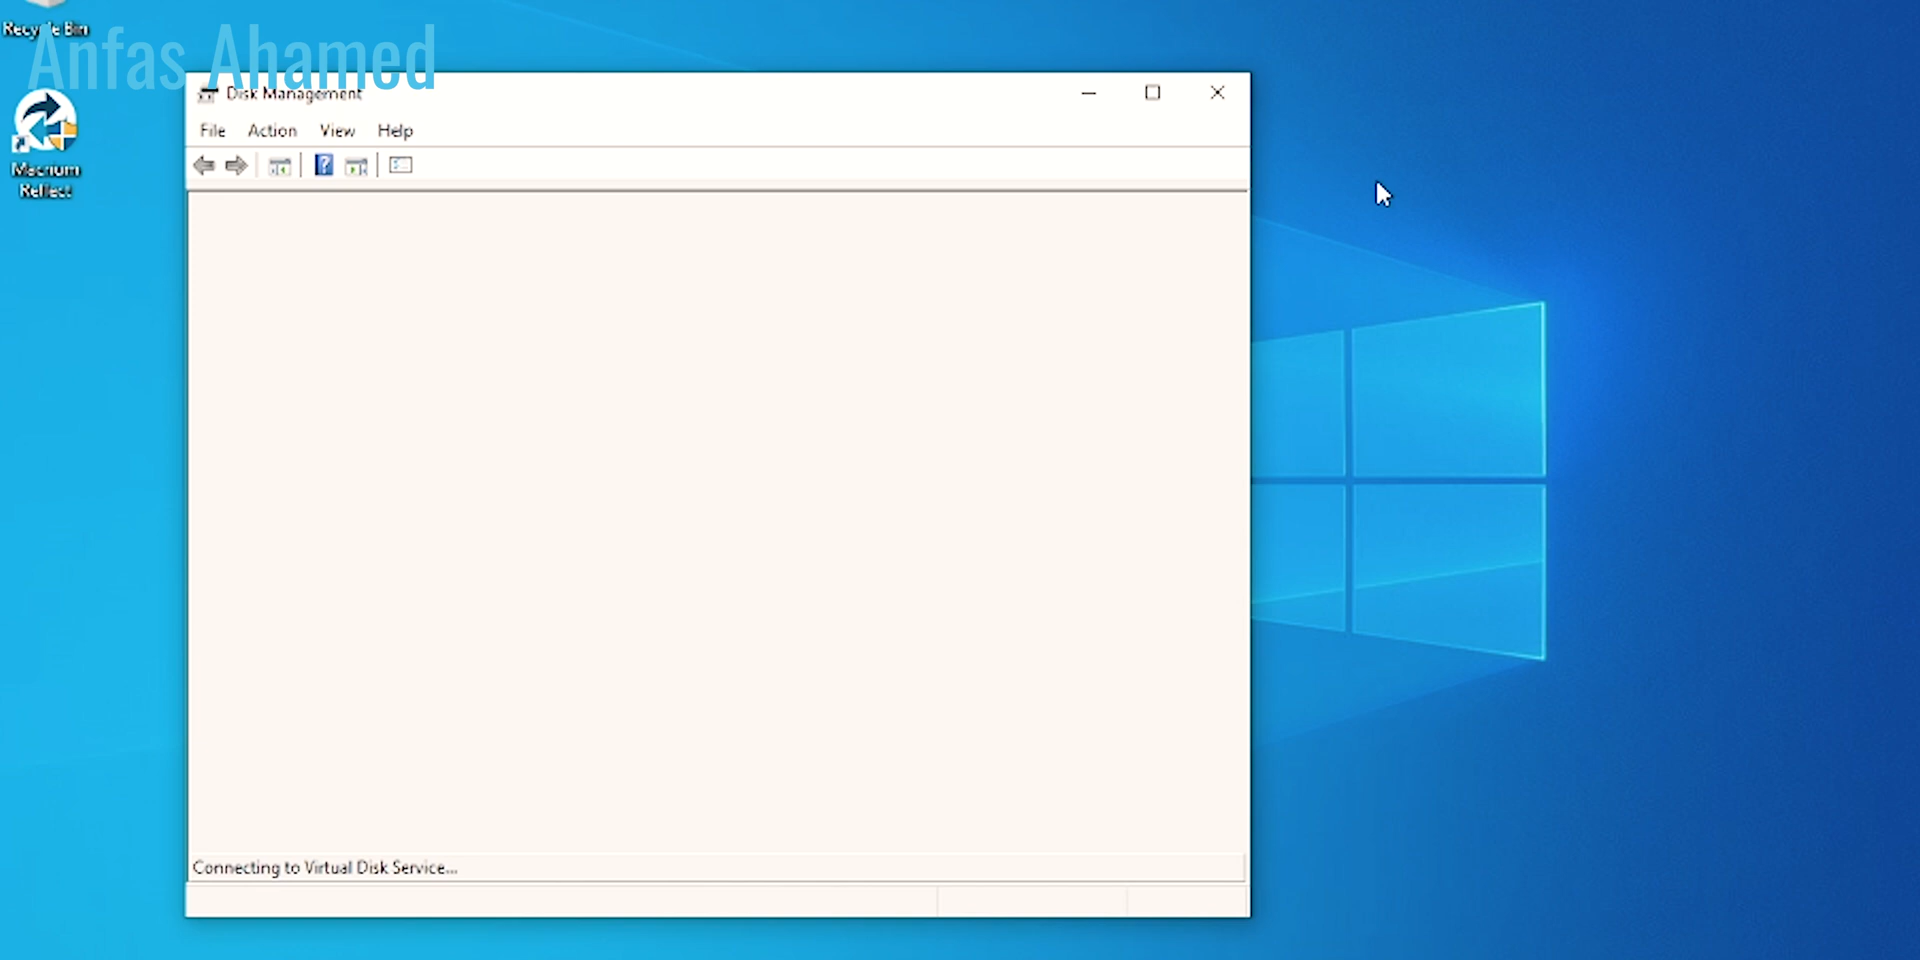 Recycle Bin
Anfas Ahamed
Disk Management
File Action View Help
Macrium
Reflect
Connecting to Virtual Disk Service...